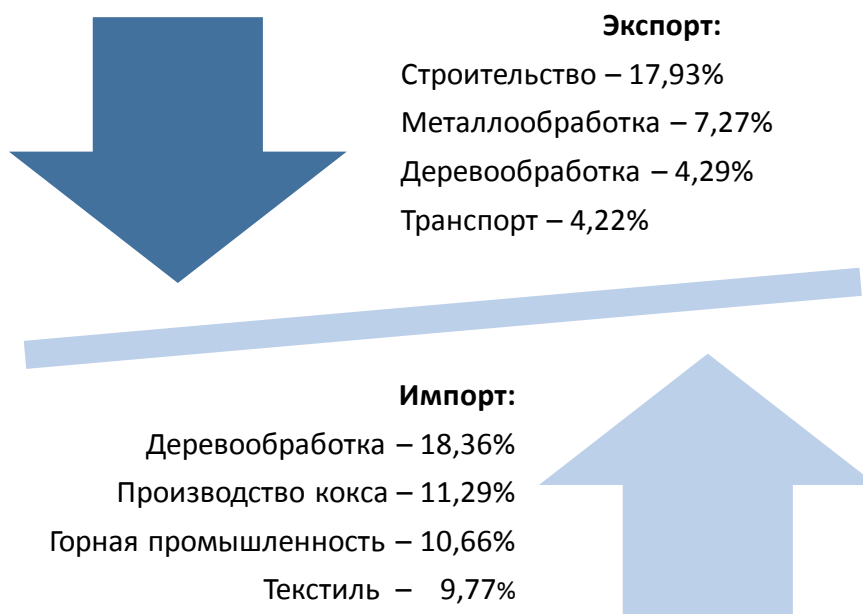 Экспорт:
Строительство – 17,93%
Металлообработка – 7,27%
Деревообработка – 4,29%
Транспорт – 4,22%
Импорт:
Деревообработка – 18,36%
Производство кокса – 11,29%
Горная промышленность – 10,66%
Текстиль – 9,77%